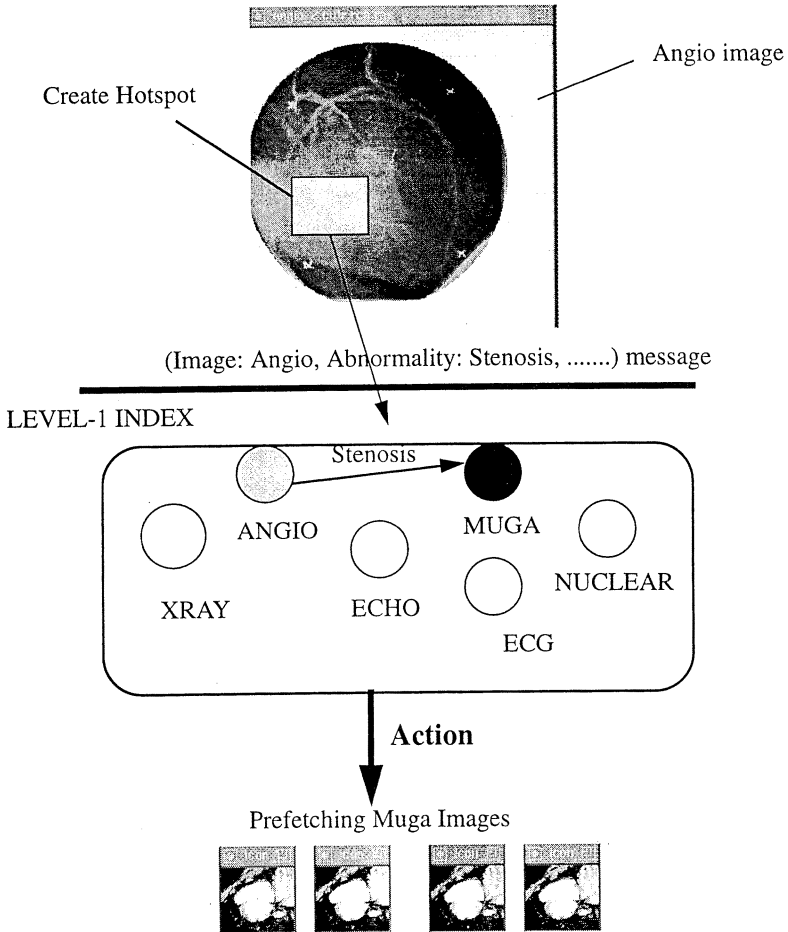 Angio image
Create Hotspot
(Image: Angio, Abnormality: Stenosis, .......) message
LEVEL-1 INDEX
Stenosis
ANGIO
MUGA
NUCLEAR
XRAY
ECHO
ECG
Action
Prefetching Muga Images